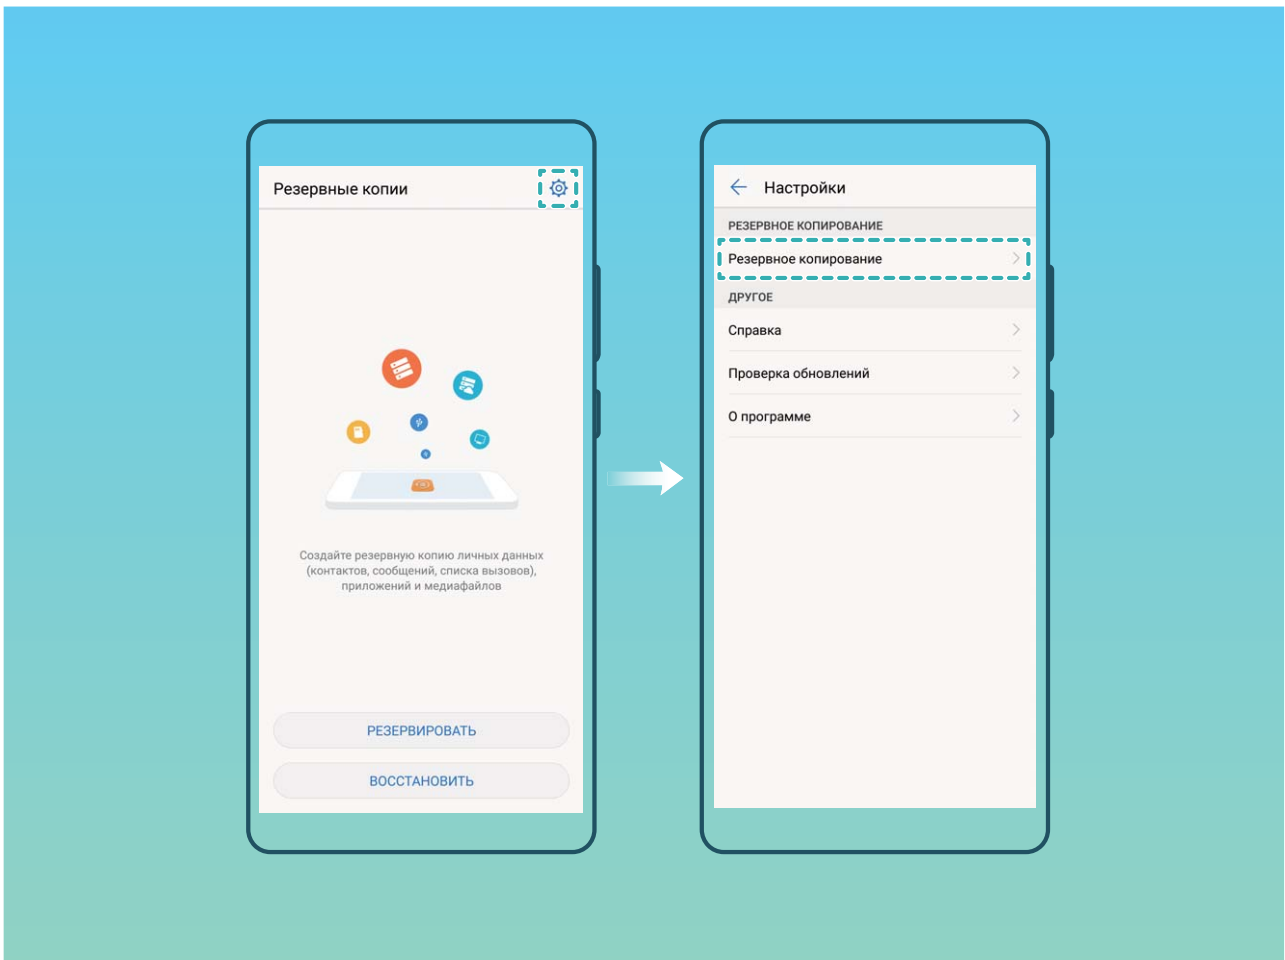 Резервные копии
Создайте резервную копию личных данных
(контактов, сообщений, списка вызовов),
приложений и медиафайлов
РЕЗЕРВИРОВАТЬ
ВОССТАНОВИТЬ
Настройки
РЕЗЕРВНОЕ КОПИРОВАНИЕ
Резервное копирование
ДРУГОЕ
Справка
Проверка обновлений
О программе